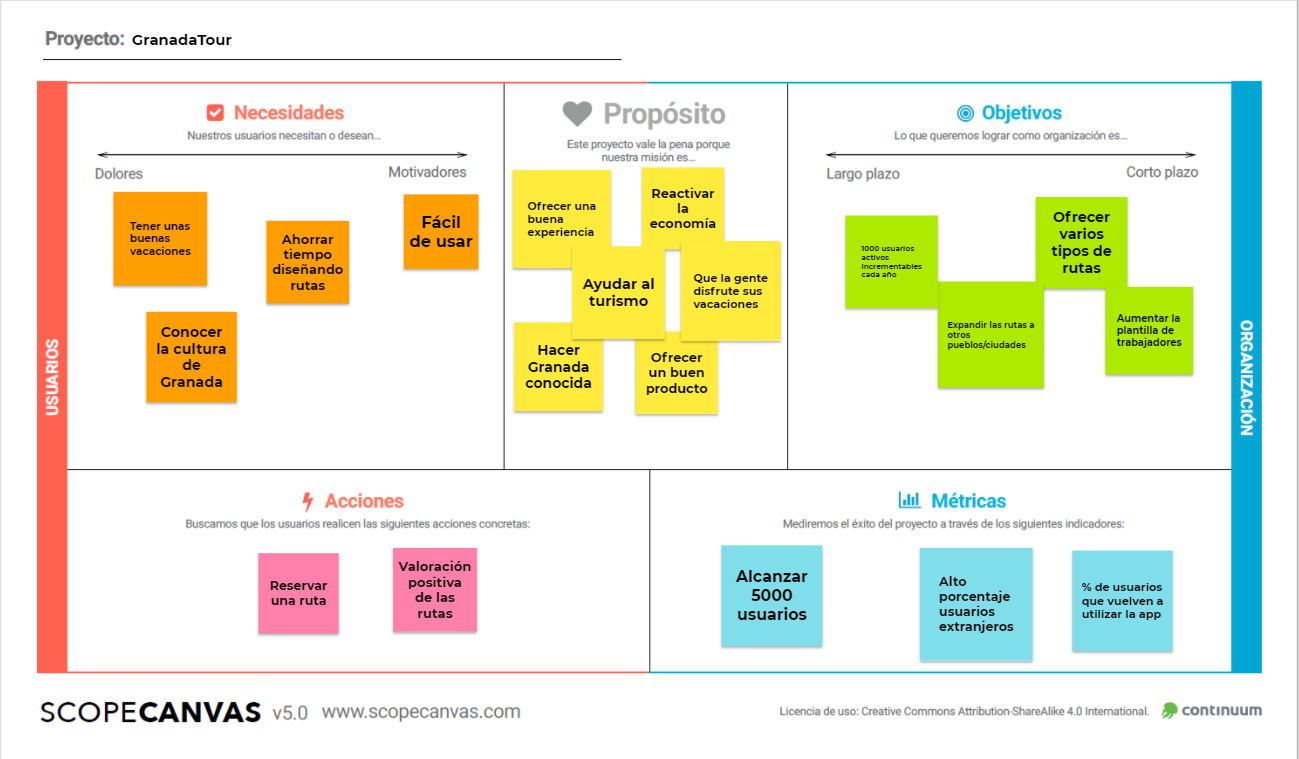 Proyecto: GranadaTour
USUARIOS
Necesidades
Nuestros usuarios necesitan o desean...
Dolores
Motivadores
Tener unas
buenas
vacaciones
Ahorrar
tiempo
diseñando
rutas
Fácil
de usar
Conocer
la cultura
de
Granada
Propósito
Este proyecto vale la pena porque
nuestra misión es...
Ofrecer una
buena
experiencia
Reactivar
la
economía
Ayudar al
turismo
Que la gente
disfrute sus
vacaciones
Hacer
Granada
conocida
Ofrecer
un buen
producto
Objetivos
Lo que queremos lograr como organización es...
Largo plazo
Corto plazo
1000 usuarios
activos
incrementables
cada año
Ofrecer
varios
tipos de
rutas
Expandir las rutas a
otros
pueblos/ciudades
Aumentar la
plantilla de
trabajadores
ORGANIZACIÓN
Acciones
Buscamos que los usuarios realicen las siguientes acciones concretas:
Reservar
una ruta
Valoración
positiva
de las
rutas
Métricas
Mediremos el éxito del proyecto a través de los siguientes indicadores:
Alcanzar
5000
usuarios
Alto
porcentaje
usuarios
extranjeros
% de usuarios
que vuelven a
utilizar la app
SCOPECANVAS v5.0 www.scopecanvas.com
Licencia de uso: Creative Commons Attribution-ShareAlike 4.0 International.
continuum